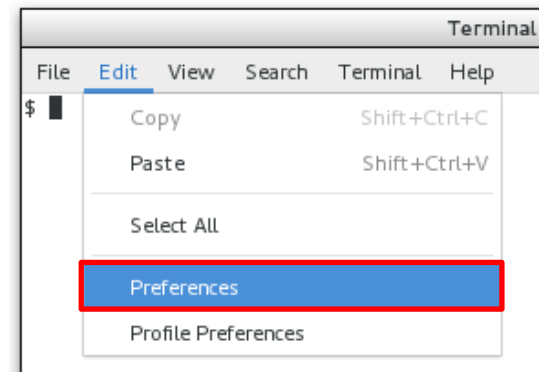 Terminal
File Edit View Search Terminal Help
$
Copy Shift+Ctrl+C
Paste Shift+Ctrl+V
Select All
Preferences
Profile Preferences